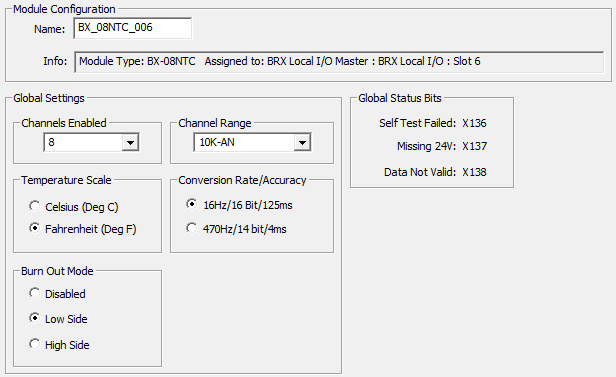 Module Configuration
Name: BX_08NTC_006
Info: Module Type: BX-08NTC Assigned to: BRX Local I/O Master : BRX Local I/O : Slot 6
Global Settings
Channels Enabled
8
Channel Range
10K-AN
Temperature Scale
Celsius (Deg C)
Fahrenheit (Deg F)
Conversion Rate/Accuracy
16Hz/16 Bit/125ms
470Hz/14 bit/4ms
Burn Out Mode
Disabled
Low Side
High Side
Global Status Bits
Self Test Failed: X136
Missing 24V: X137
Data Not Valid: X138